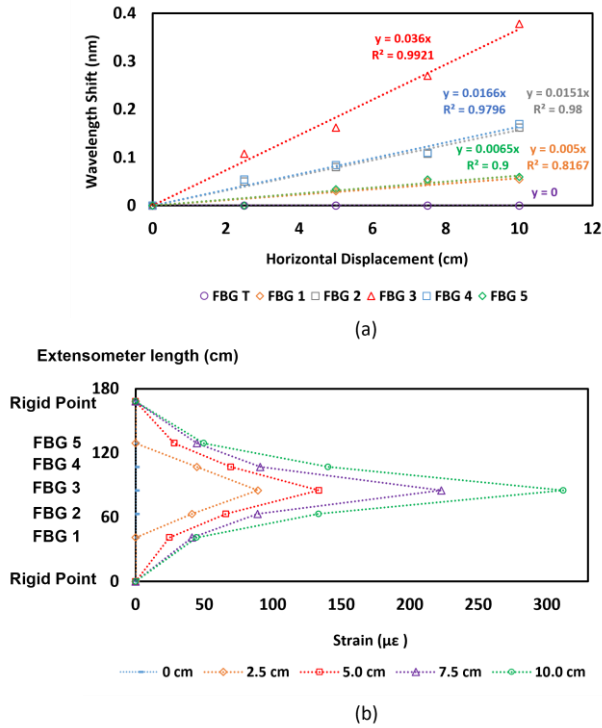 0.4
0.3
0.2
0.1
0
Wavelength Shift (nm)
y = 0.036x
R² = 0.9921
y = 0.0166x
R² = 0.9796
y = 0.0151x
R² = 0.98
y = 0.0065x
R² = 0.9
y = 0.005x
R² = 0.8167
y = 0
0 2 4 6 8 10 12
Horizontal Displacement (cm)
FBG T FBG 1 FBG 2 FBG 3 FBG 4 FBG 5
(a)
Extensometer length (cm)
180
Rigid Point
FBG 5
120
FBG 4
FBG 3
FBG 2
60
FBG 1
Rigid Point
0
0 50 100 150 200 250 300
Strain (με )
0 cm 2.5 cm 5.0 cm 7.5 cm 10.0 cm
(b)